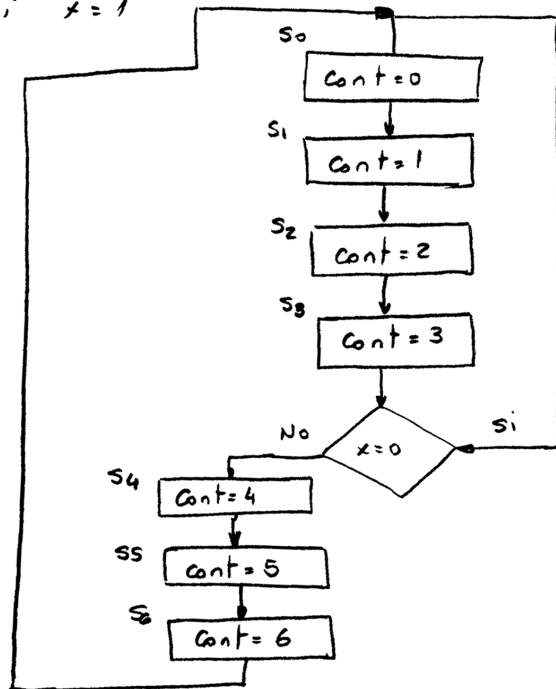 x = 1
S0
Cont=0
S1
Cont=1
S2
Cont=2
S3
Cont=3
No
x=0
Si
S4
Cont=4
S5
Cont=5
S6
Cont=6